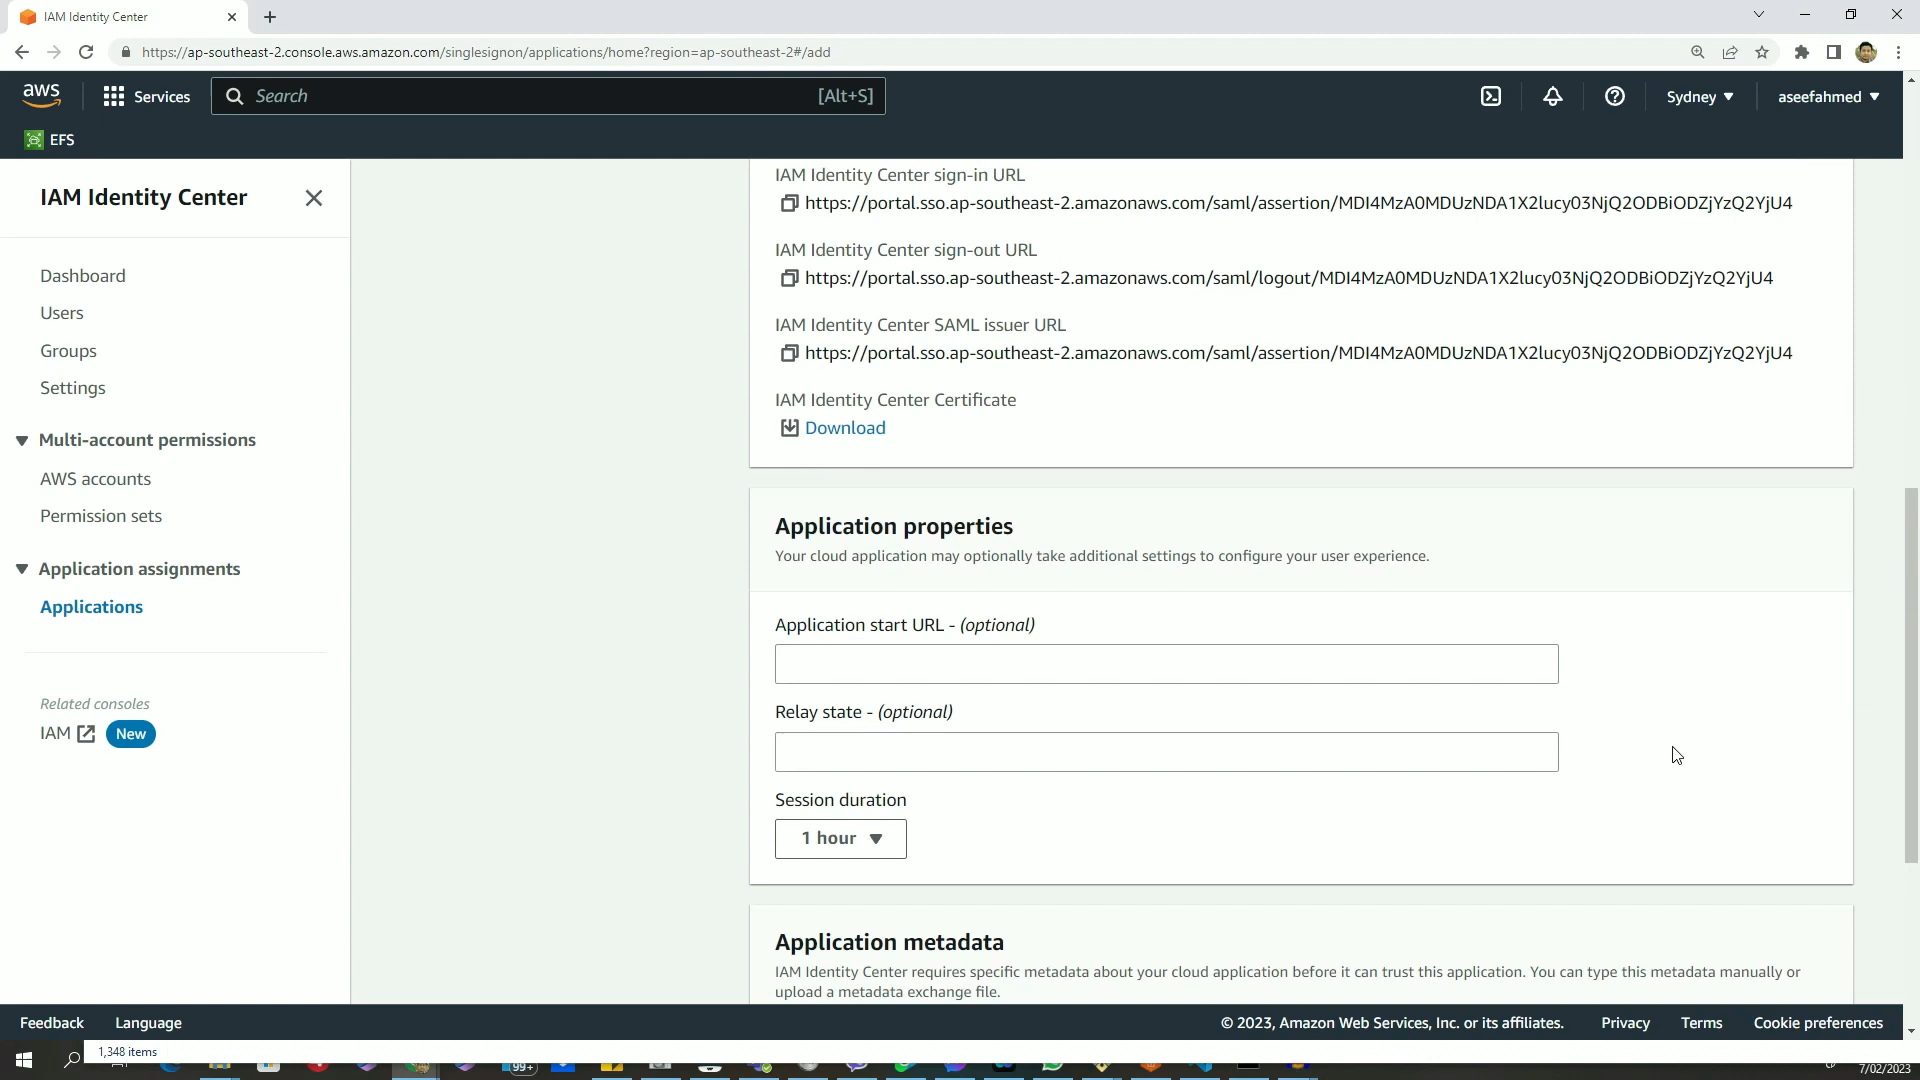 IAM Identity Center
https://ap-southeast-2.console.aws.amazon.com/singlesignon/applications/home?region=ap-southeast-2#/add
aws
Services
Search
[Alt+S]
Sydney
aseefahmed
EFS
IAM Identity Center
Dashboard
Users
Groups
Settings
Multi-account permissions
AWS accounts
Permission sets
Application assignments
Applications
Related consoles
IAM New
IAM Identity Center sign-in URL
https://portal.sso.ap-southeast-2.amazonaws.com/saml/assertion/MDI4MzA0MDUzNDA1X2lucy03NjQ2ODBiODZjYzQ2YjU4
IAM Identity Center sign-out URL
https://portal.sso.ap-southeast-2.amazonaws.com/saml/logout/MDI4MzA0MDUzNDA1X2lucy03NjQ2ODBiODZjYzQ2YjU4
IAM Identity Center SAML issuer URL
https://portal.sso.ap-southeast-2.amazonaws.com/saml/assertion/MDI4MzA0MDUzNDA1X2lucy03NjQ2ODBiODZjYzQ2YjU4
IAM Identity Center Certificate
Download
Application properties
Your cloud application may optionally take additional settings to configure your user experience.
Application start URL - (optional)
Relay state - (optional)
Session duration
1 hour
Application metadata
IAM Identity Center requires specific metadata about your cloud application before it can trust this application. You can type this metadata manually or
upload a metadata exchange file.
Feedback
Language
© 2023, Amazon Web Services, Inc. or its affiliates.
Privacy
Terms
Cookie preferences
1,348 items
99+
7/02/2023